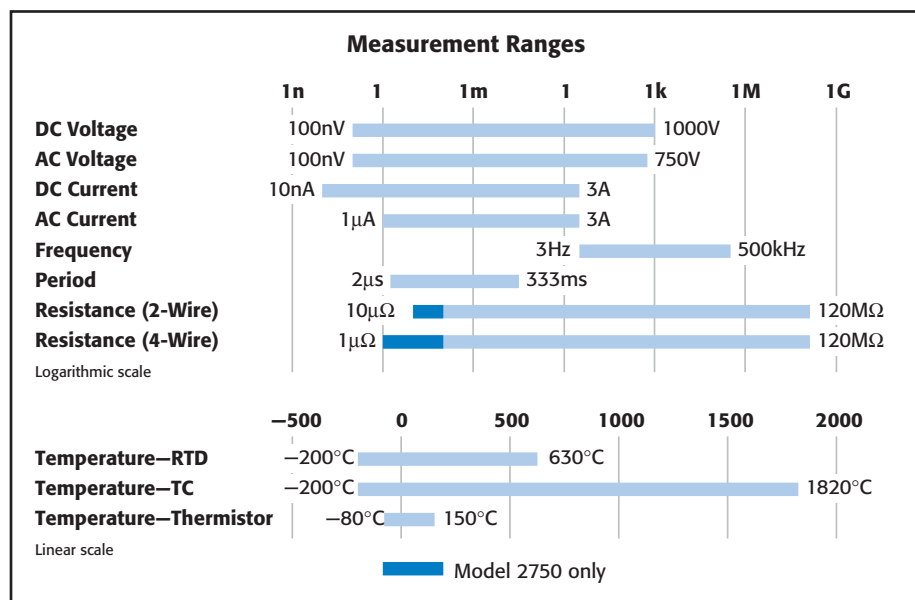 Measurement Ranges
1n 1 1m 1 1k 1M 1G
DC Voltage 100nV 1000V
AC Voltage 100nV 750V
DC Current 10nA 3A
AC Current 1μA 3A
Frequency 3Hz 500kHz
Period 2μs 333ms
Resistance (2-Wire) 10μΩ 120MΩ
Resistance (4-Wire) 1μΩ 120MΩ
Logarithmic scale
−500 0 500 1000 1500 2000
Temperature—RTD −200°C 630°C
Temperature—TC −200°C 1820°C
Temperature—Thermistor −80°C 150°C
Linear scale
Model 2750 only